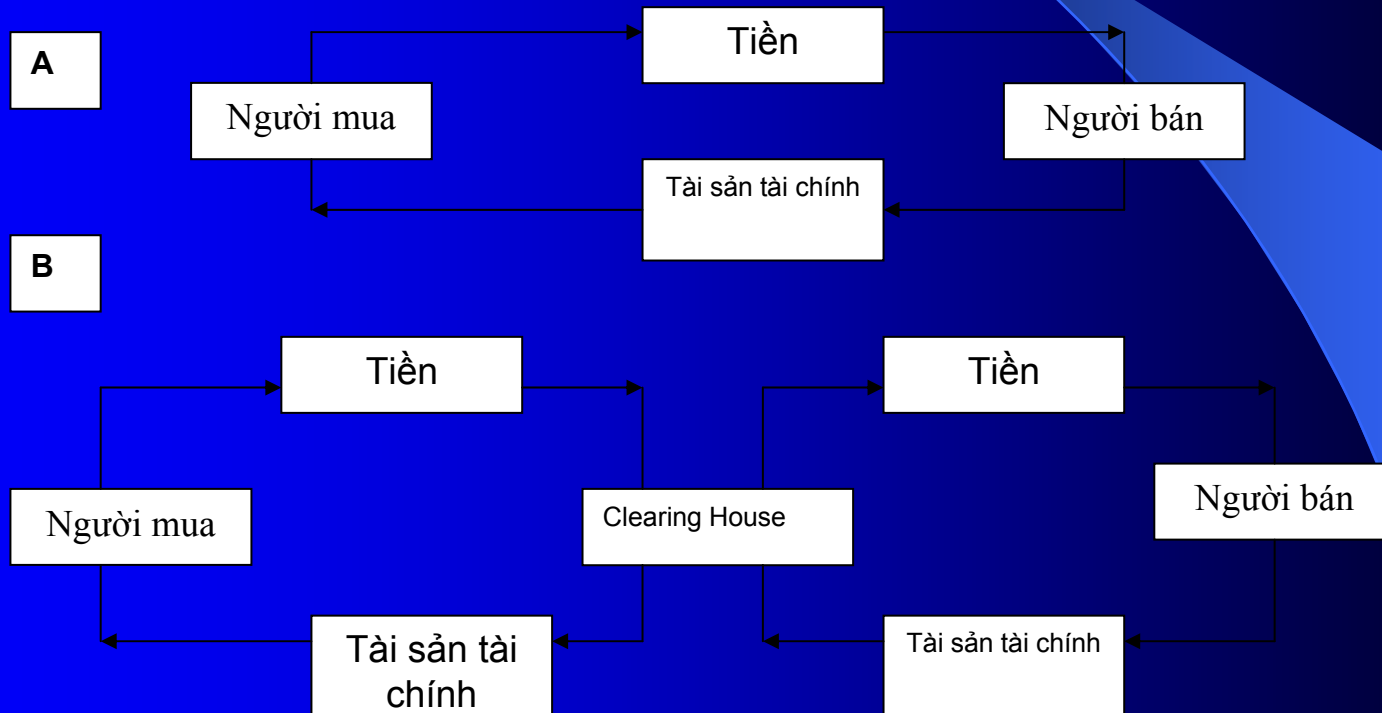 A
Tiền
Người mua
Người bán
Tài sản tài chính
B
Tiền
Tiền
Người mua
Clearing House
Người bán
Tài sản tài
chính
Tài sản tài chính